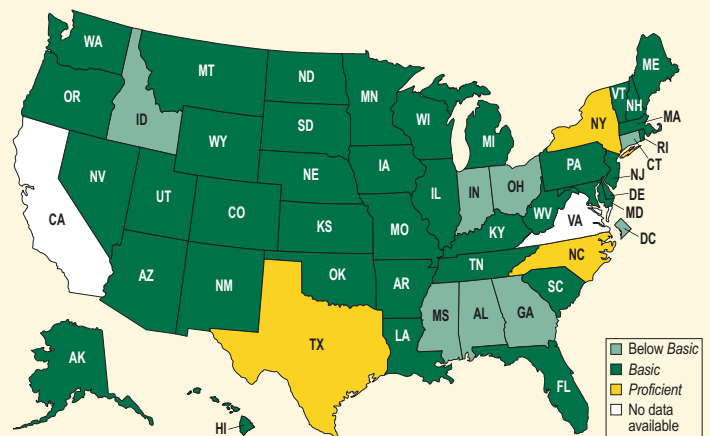 WA
MT
ND
MN
ME
VT
NH
MA
OR
ID
SD
WI
MI
NY
RI
CT
WY
IA
NE
PA
NJ
NV
UT
CO
IL
IN
OH
DE
MD
CA
KS
MO
WV
VA
DC
KY
AZ
NM
OK
AR
TN
NC
SC
MS
AL
GA
TX
LA
AK
FL
HI
Below Basic
Basic
Proficient
No data
available